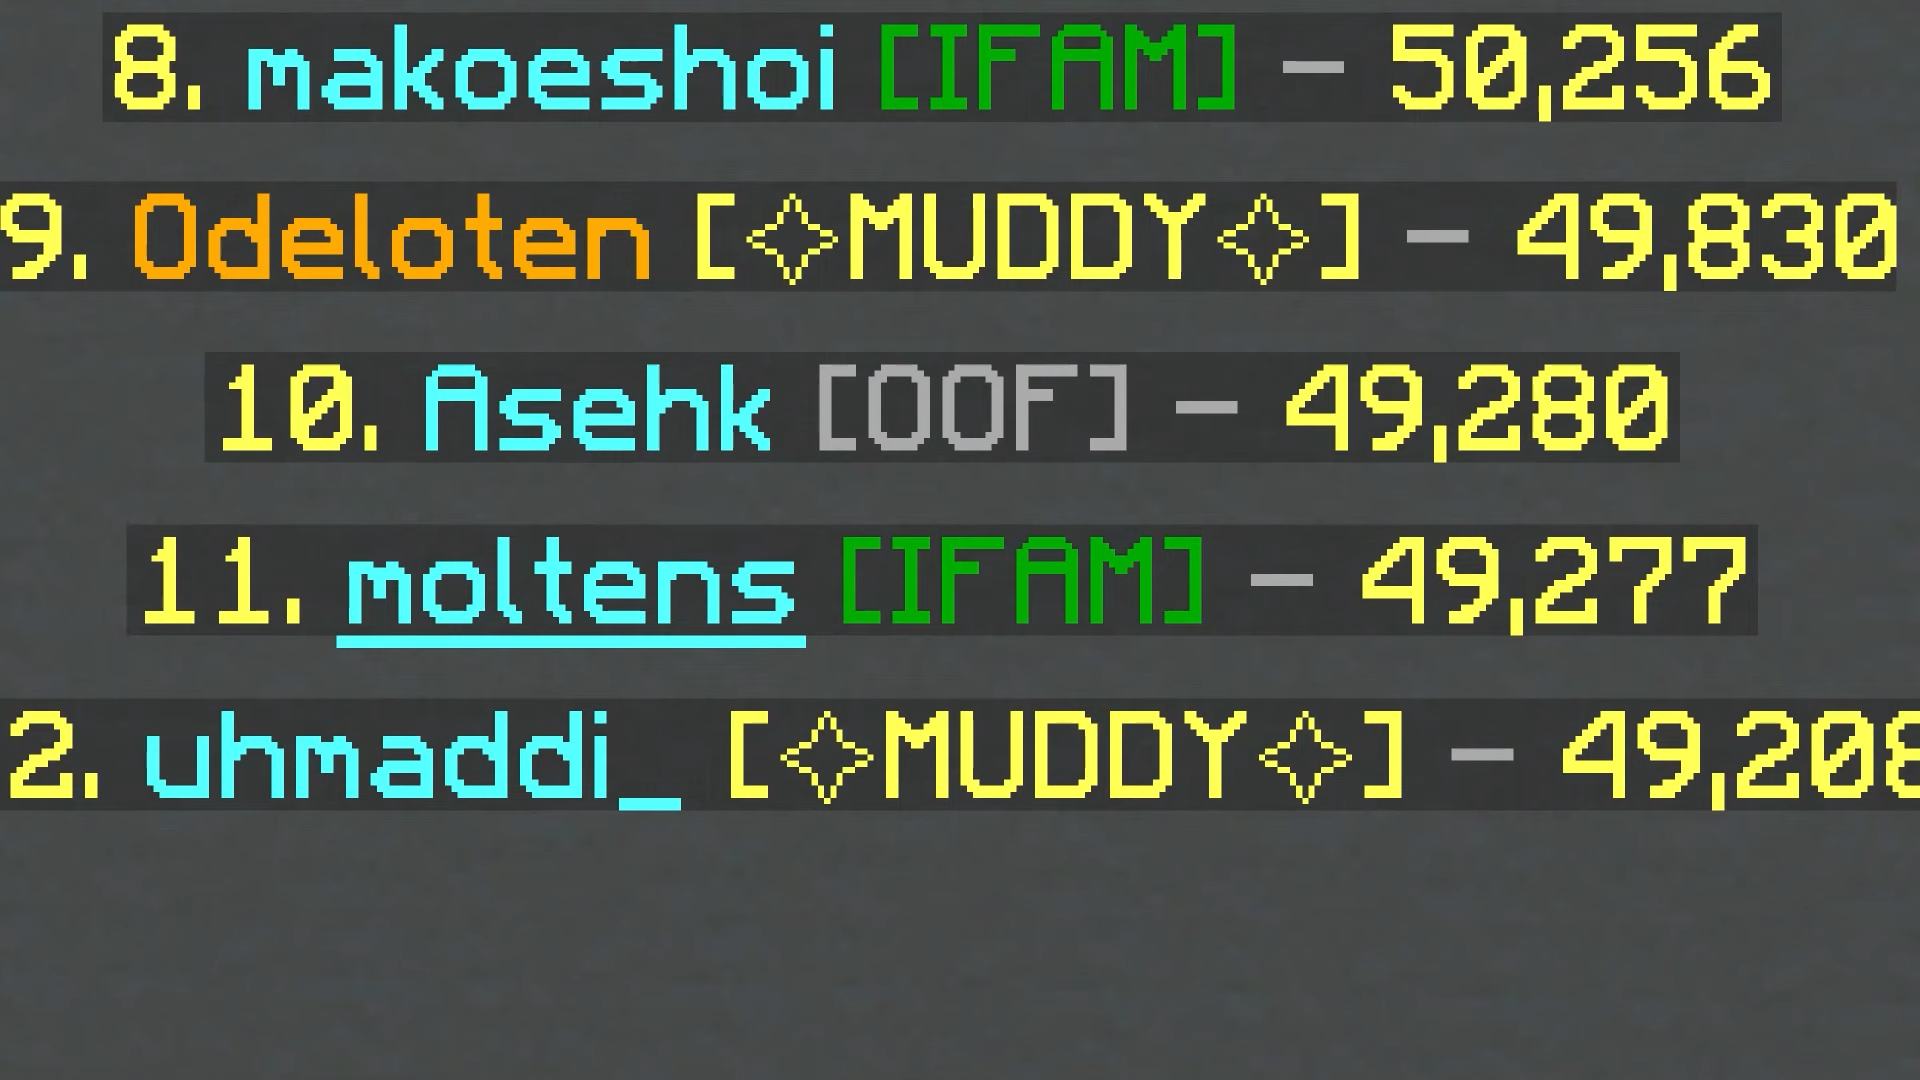 8. makoeshoi [IFAM] - 50,256
9. Odeloten [✧MUDDY✧] - 49,830
10. Asehk [OOF] - 49,280
11. moltens [IFAM] - 49,277
2. uhmaddi_ [✧MUDDY✧] - 49,208